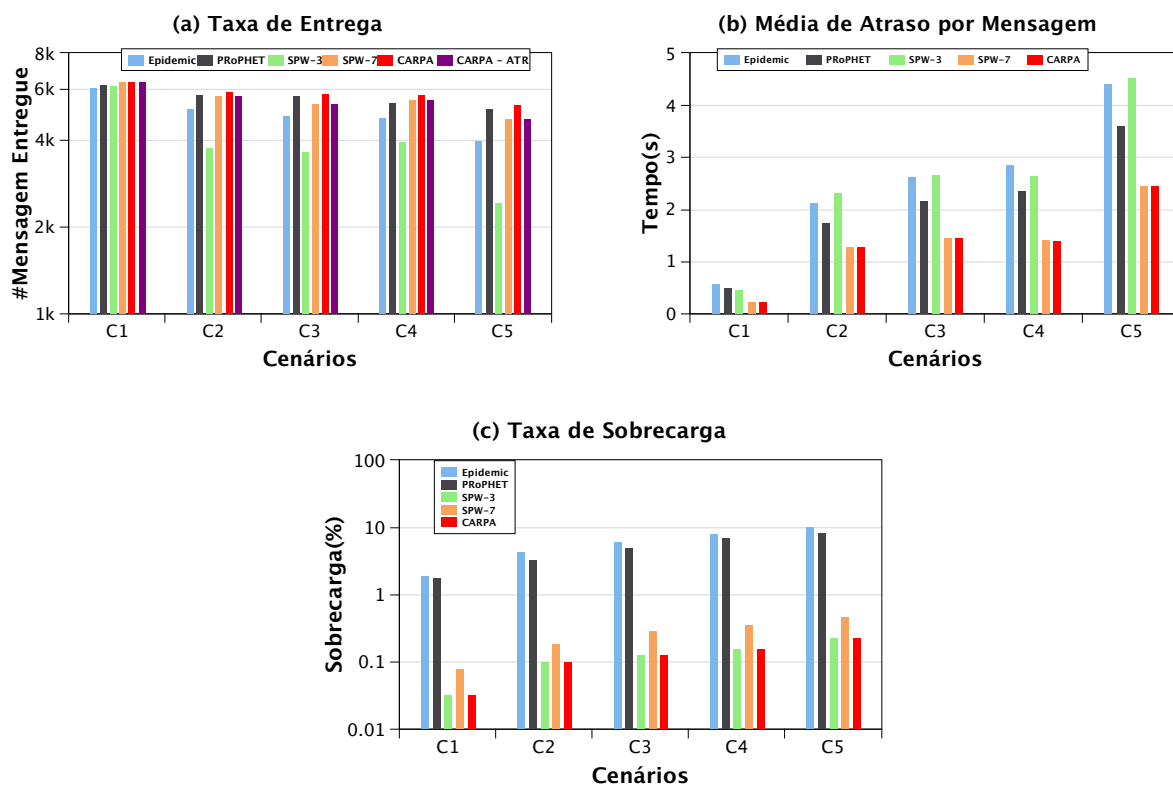 (a) Taxa de Entrega
Epidemic PRoPHET SPW-3 SPW-7 CARPA CARPA - ATR
8k
6k
4k
2k
1k
#Mensagem Entregue
C1 C2 C3 C4 C5
Cenários
(b) Média de Atraso por Mensagem
Epidemic PRoPHET SPW-3 SPW-7 CARPA
5
4
3
2
1
0
Tempo(s)
C1 C2 C3 C4 C5
Cenários
(c) Taxa de Sobrecarga
Epidemic
PRoPHET
SPW-3
SPW-7
CARPA
100
10
1
0.1
0.01
Sobrecarga(%)
C1 C2 C3 C4 C5
Cenários